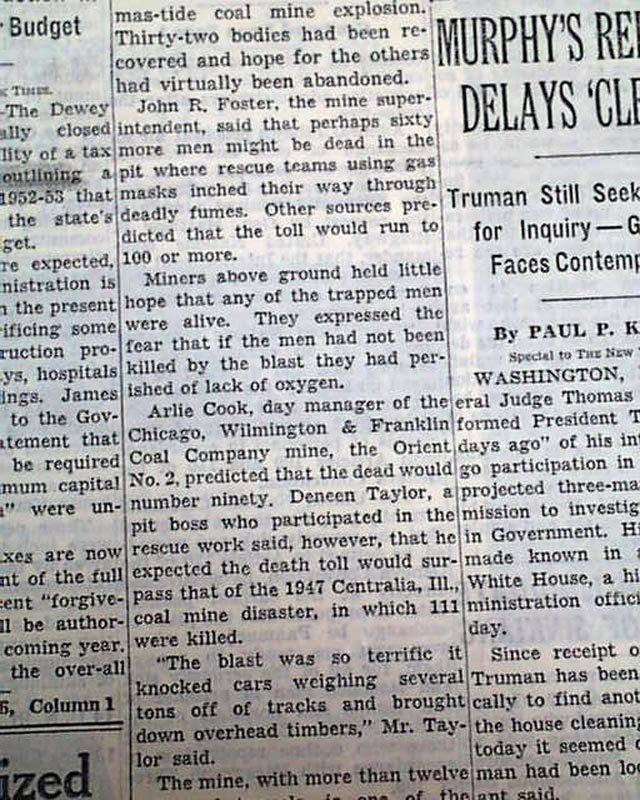 Budget
TIMES.
—The Dewey
ally closed
lity of a tax
outlining a
1952-53 that
the state's
get.
re expected,
nistration is
n the present
rificing some
ruction pro-
ys, hospitals
ings. James
to the Gov-
atement that
be required
mum capital
" were un-
xes are now
nt of the full
cent "forgive-
ll be author-
coming year.
the over-all
5, Column 1
ized
mas-tide coal mine explosion.
Thirty-two bodies had been re-
covered and hope for the others
had virtually been abandoned.
John R. Foster, the mine super-
intendent, said that perhaps sixty
more men might be dead in the
pit where rescue teams using gas
masks inched their way through
deadly fumes. Other sources pre-
dicted that the toll would run to
100 or more.
Miners above ground held little
hope that any of the trapped men
were alive. They expressed the
fear that if the men had not been
killed by the blast they had per-
ished of lack of oxygen.
Arlie Cook, day manager of the
Chicago, Wilmington & Franklin
Coal Company mine, the Orient
No. 2, predicted that the dead would
number ninety. Deneen Taylor, a
pit boss who participated in the
rescue work said, however, that he
expected the death toll would sur-
pass that of the 1947 Centralia, Ill.,
coal mine disaster, in which 111
were killed.
"The blast was so terrific it
knocked cars weighing several
tons off of tracks and brought
down overhead timbers," Mr. Tay-
lor said.
The mine, with more than twelve
is one of the
MURPHY'S REF
DELAYS 'CLE
Truman Still Seek
for Inquiry — G
Faces Contemp
By PAUL P. K
Special to THE NEW
WASHINGTON,
eral Judge Thomas
formed President T
days ago" of his in
go participation in
projected three-ma
mission to investig
in Government. Hi
made known in
White House, a hi
ministration offici
day.
Since receipt o
Truman has been
cally to find anot
the house cleaning
today it seemed
man had been loc
ant said.